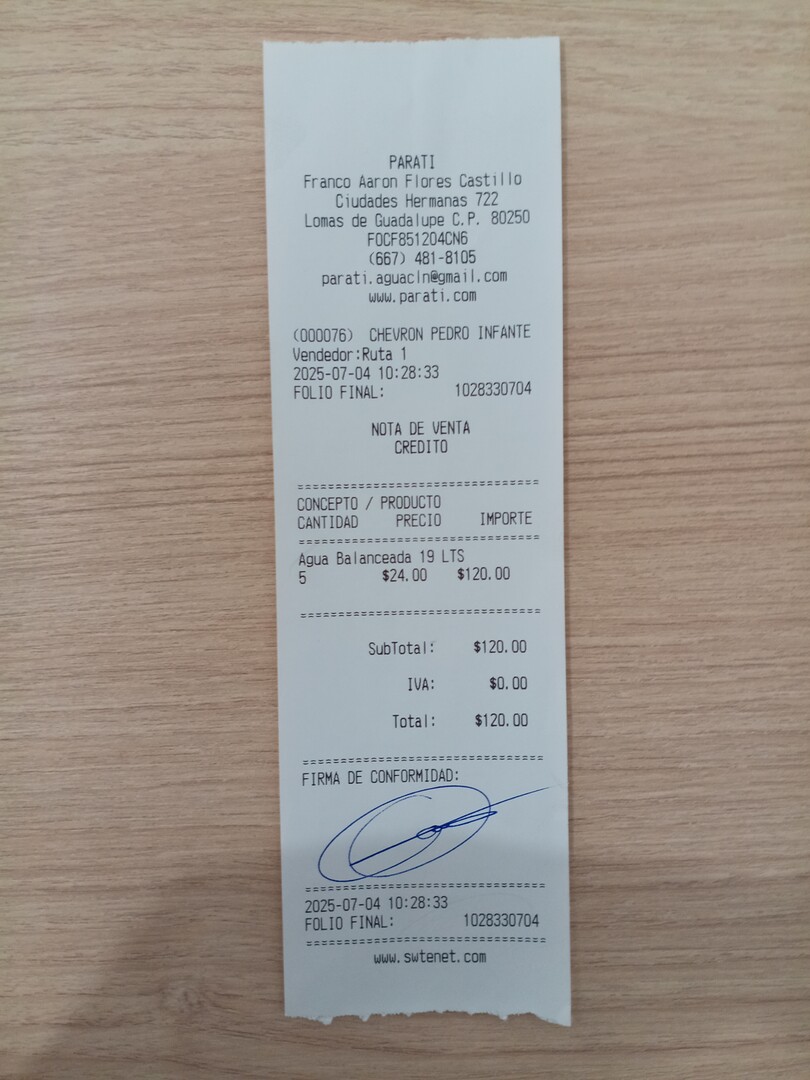 PARATI
Franco Aaron Flores Castillo
Ciudades Hermanas 722
Lomas de Guadalupe C.P. 80250
FOCF851204CN6
(667) 481-8105
parati.aguacln@gmail.com
www.parati.com
(000076) CHEVRON PEDRO INFANTE
Vendedor:Ruta 1
2025-07-04 10:28:33
FOLIO FINAL: 1028330704
NOTA DE VENTA
CREDITO
================================
CONCEPTO / PRODUCTO
CANTIDAD PRECIO IMPORTE
================================
Agua Balanceada 19 LTS
5 $24.00 $120.00
================================
SubTotal: $120.00
IVA: $0.00
Total: $120.00
================================
FIRMA DE CONFORMIDAD:
================================
2025-07-04 10:28:33
FOLIO FINAL: 1028330704
================================
www.swtenet.com